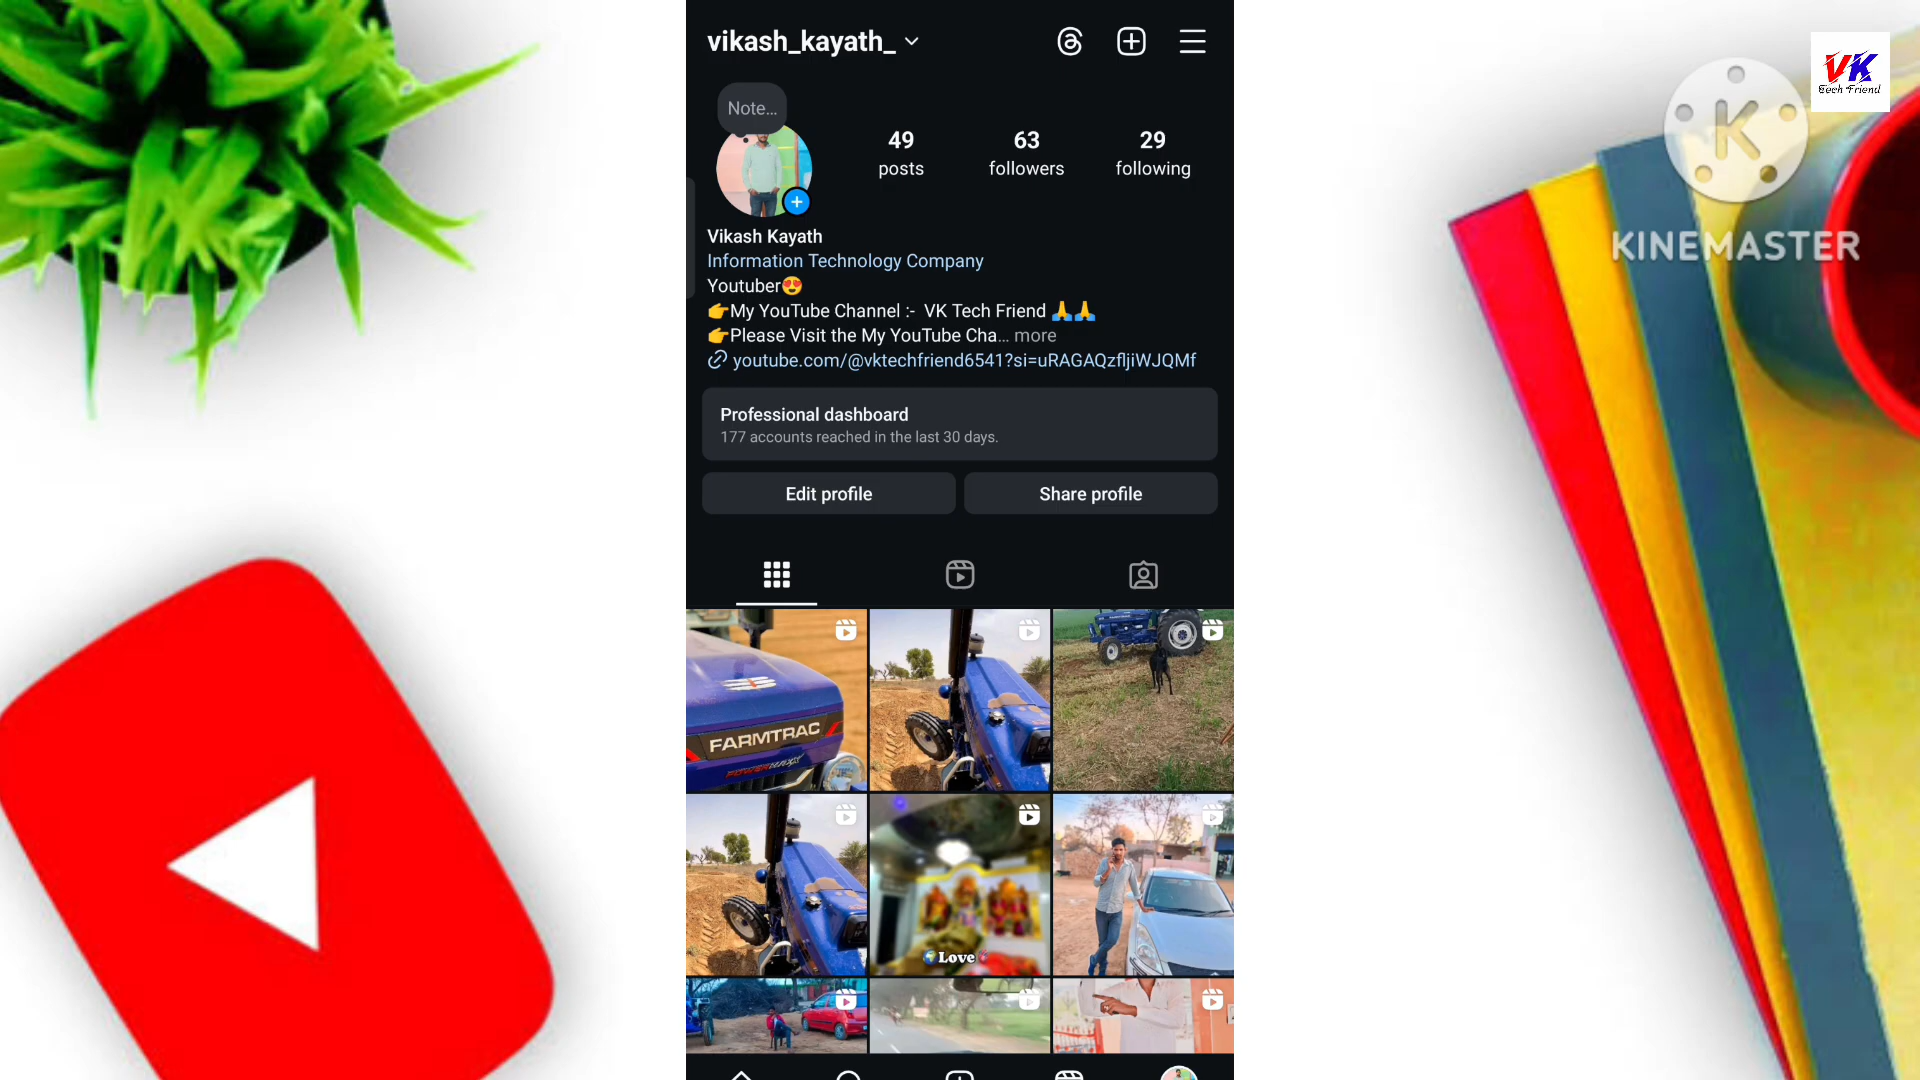 vikash_kayath_
Note...
49
posts
63
followers
29
following
Vikash Kayath
Information Technology Company
Youtuber😍
👉My YouTube Channel :- VK Tech Friend 🙏🙏
👉Please Visit the My YouTube Cha... more
youtube.com/@vktechfriend6541?si=uRAGAQzfljiWJQMf
Professional dashboard
177 accounts reached in the last 30 days.
Edit profile
Share profile
FARMTRAC
POWERMAXX
🌍Love
VK
Tech Friend
K
KINEMASTER